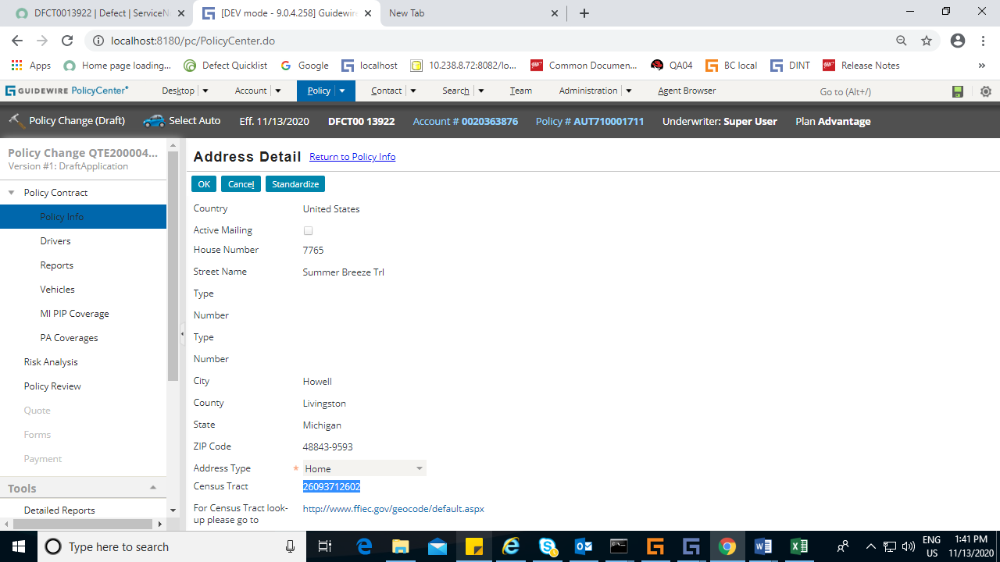 DFCT0013922 | Defect | ServiceN
[DEV mode - 9.0.4.258] Guidewire
New Tab
localhost:8180/pc/PolicyCenter.do
Apps
Home page loading...
Defect Quicklist
Google
localhost
10.238.8.72:8082/lo...
Common Documen...
QA04
BC local
DINT
Release Notes
»
GUIDEWIRE PolicyCenter
Desktop
Account
Policy
Contact
Search
Team
Administration
Agent Browser
Go to (Alt+/)
Policy Change (Draft)
Select Auto
Eff. 11/13/2020
DFCT00 13922
Account # 0020363876
Policy # AUT710001711
Underwriter: Super User
Plan Advantage
Policy Change QTE200004...
Version #1: DraftApplication
Policy Contract
Policy Info
Drivers
Reports
Vehicles
MI PIP Coverage
PA Coverages
Risk Analysis
Policy Review
Quote
Forms
Payment
Tools
Detailed Reports
Address Detail Return to Policy Info
OK Cancel Standardize
Country United States
Active Mailing
House Number 7765
Street Name Summer Breeze Trl
Type
Number
Type
Number
City Howell
County Livingston
State Michigan
ZIP Code 48843-9593
Address Type * Home
Census Tract 26093712602
For Census Tract look-
up please go to
http://www.ffiec.gov/geocode/default.aspx
Type here to search
ENG
US
1:41 PM
11/13/2020